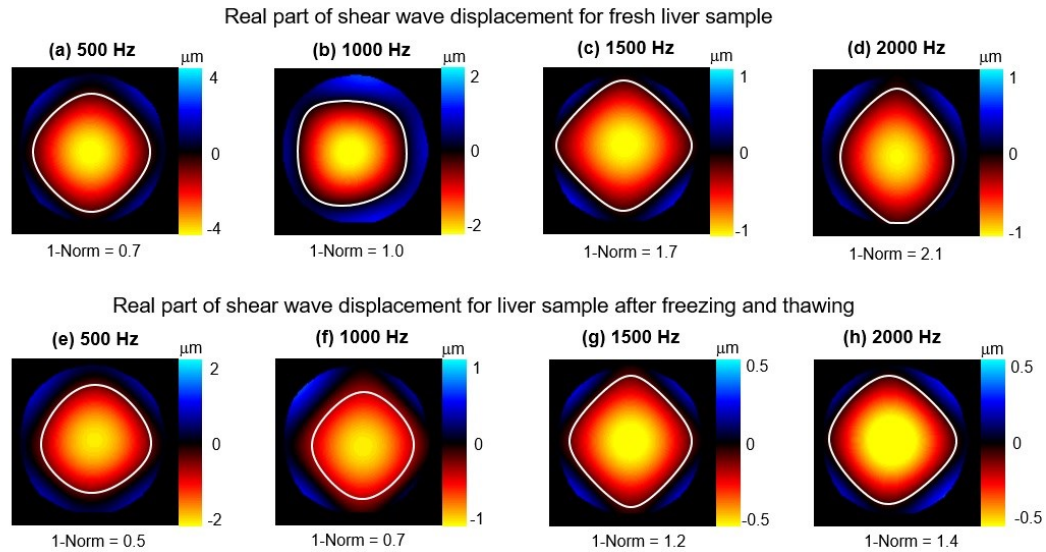 Real part of shear wave displacement for fresh liver sample
(a) 500 Hz
μm
4
0
-4
1-Norm = 0.7
(b) 1000 Hz
μm
2
0
-2
1-Norm = 1.0
(c) 1500 Hz
μm
1
0
-1
1-Norm = 1.7
(d) 2000 Hz
μm
1
0
-1
1-Norm = 2.1
Real part of shear wave displacement for liver sample after freezing and thawing
(e) 500 Hz
μm
2
0
-2
1-Norm = 0.5
(f) 1000 Hz
μm
1
0
-1
1-Norm = 0.7
(g) 1500 Hz
μm
0.5
0
-0.5
1-Norm = 1.2
(h) 2000 Hz
μm
0.5
0
-0.5
1-Norm = 1.4